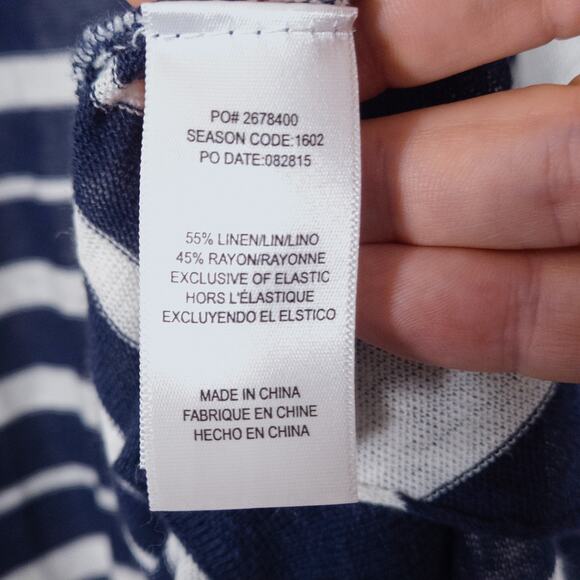 PO# 2678400
SEASON CODE:1602
PO DATE:082815
55% LINEN/LIN/LINO
45% RAYON/RAYONNE
EXCLUSIVE OF ELASTIC
HORS L'ÉLASTIQUE
EXCLUYENDO EL ELSTICO
MADE IN CHINA
FABRIQUE EN CHINE
HECHO EN CHINA